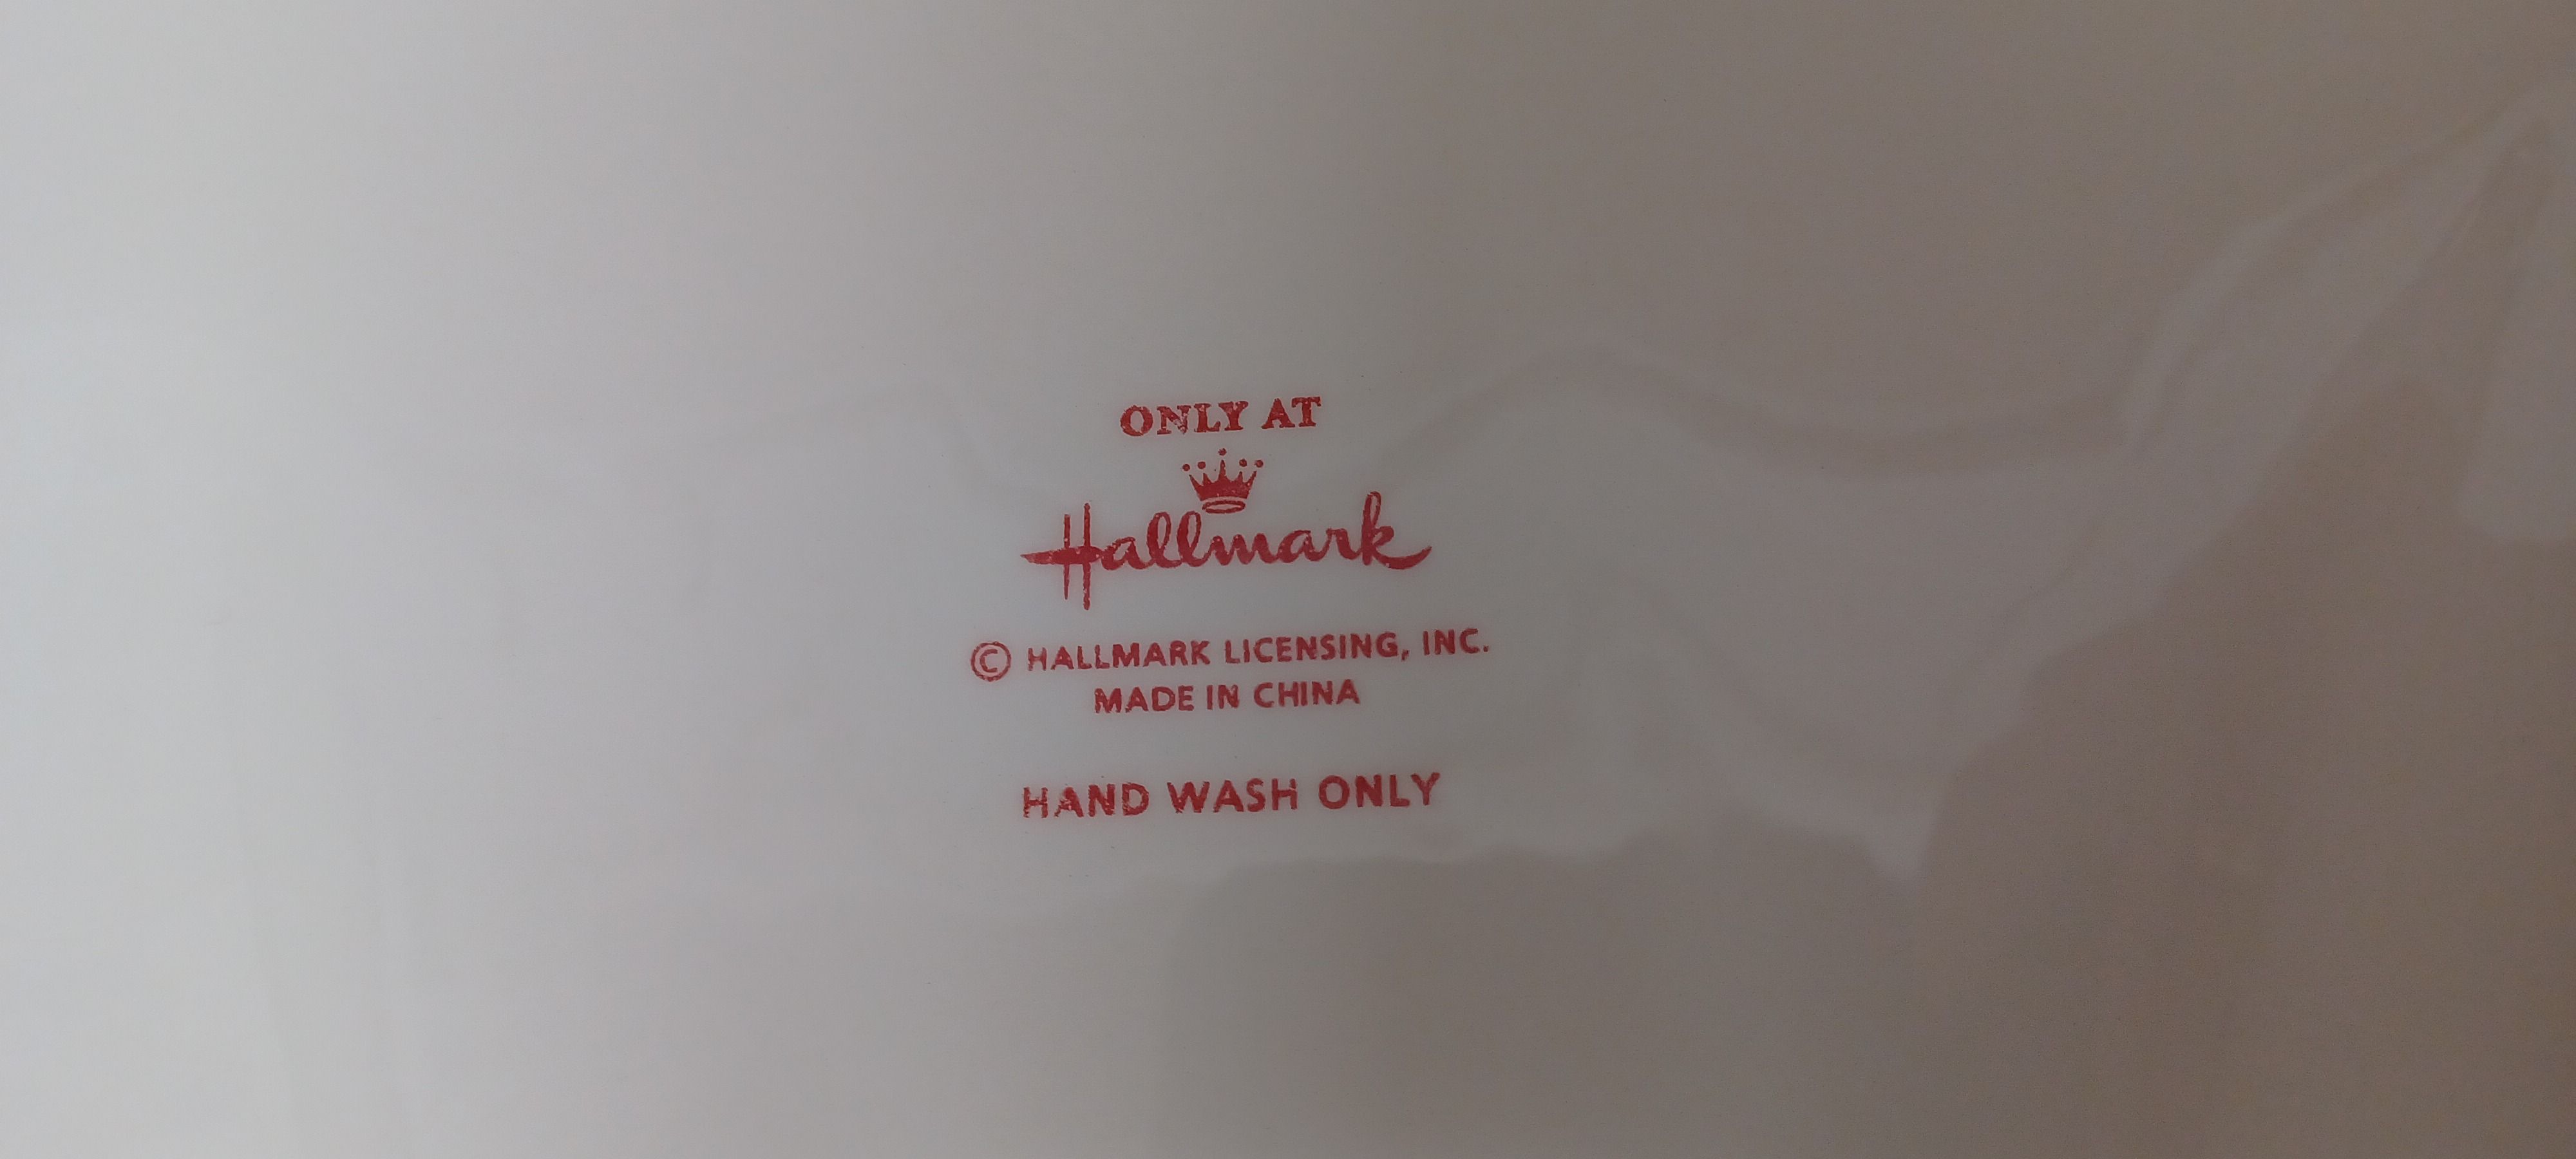 ONLY AT
Hallmark
© HALLMARK LICENSING, INC.
MADE IN CHINA
HAND WASH ONLY